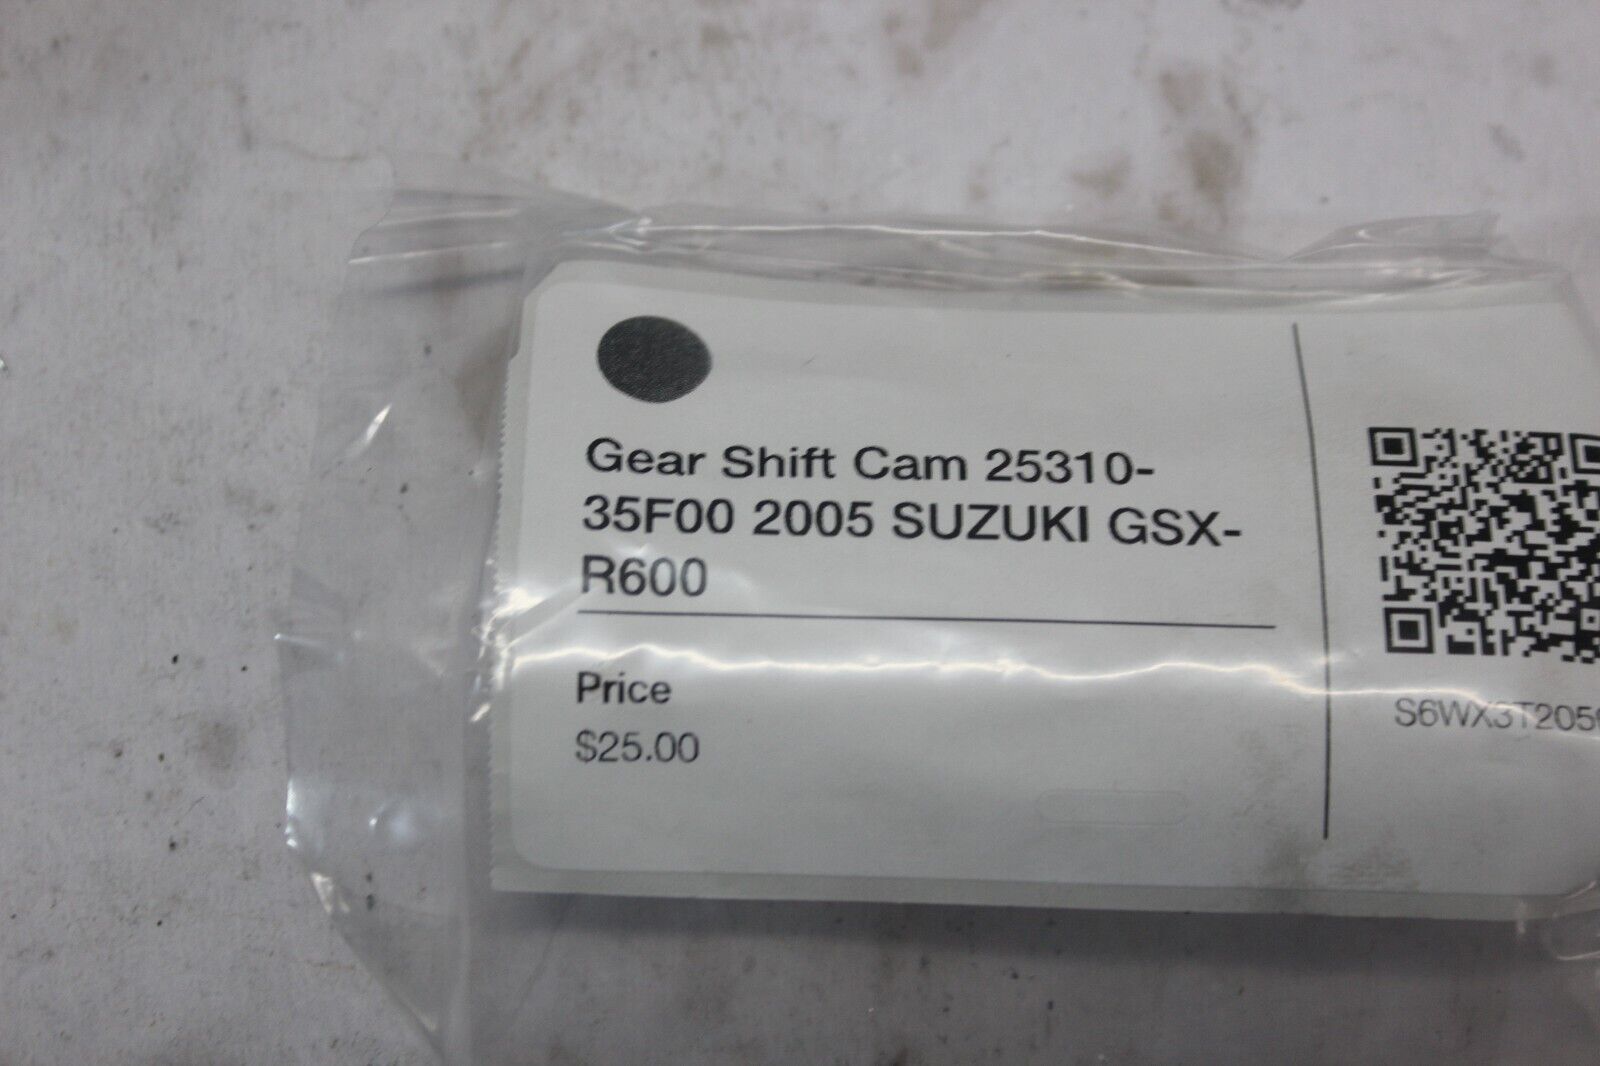 Gear Shift Cam 25310-
35F00 2005 SUZUKI GSX-
R600
Price
$25.00